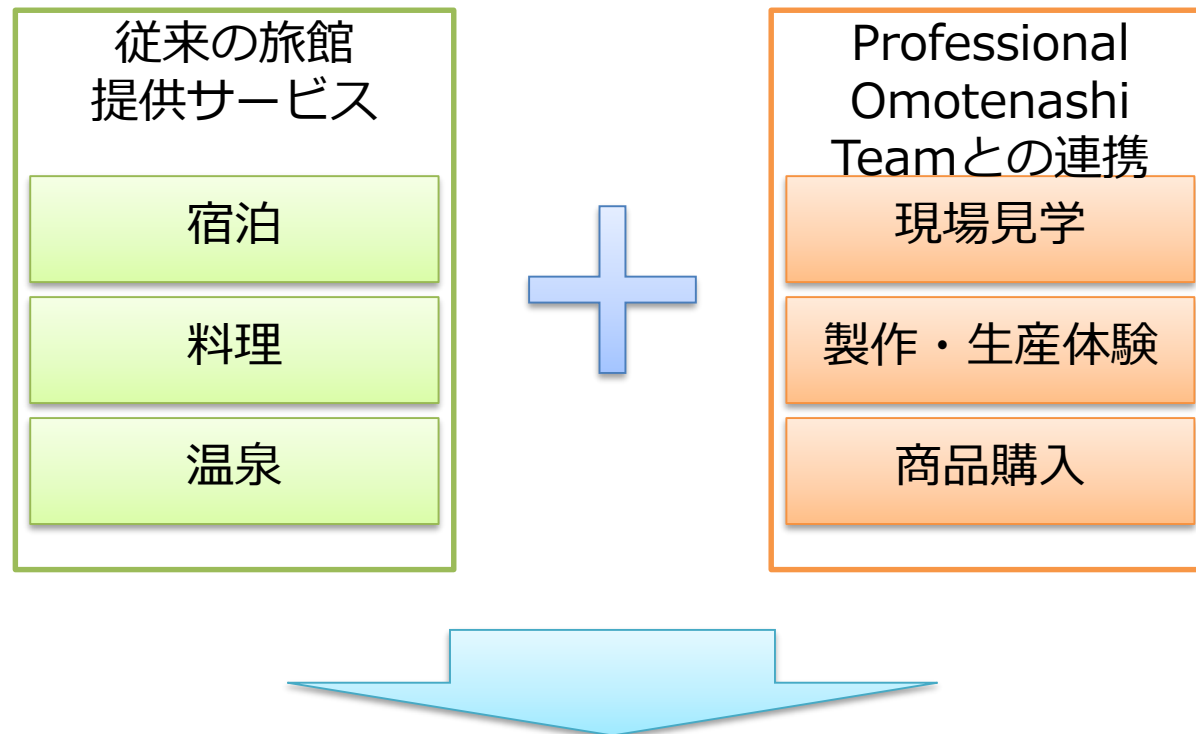 従来の旅館
提供サービス
宿泊
料理
温泉
Professional
Omotenashi
Teamとの連携
現場見学
製作・生産体験
商品購入